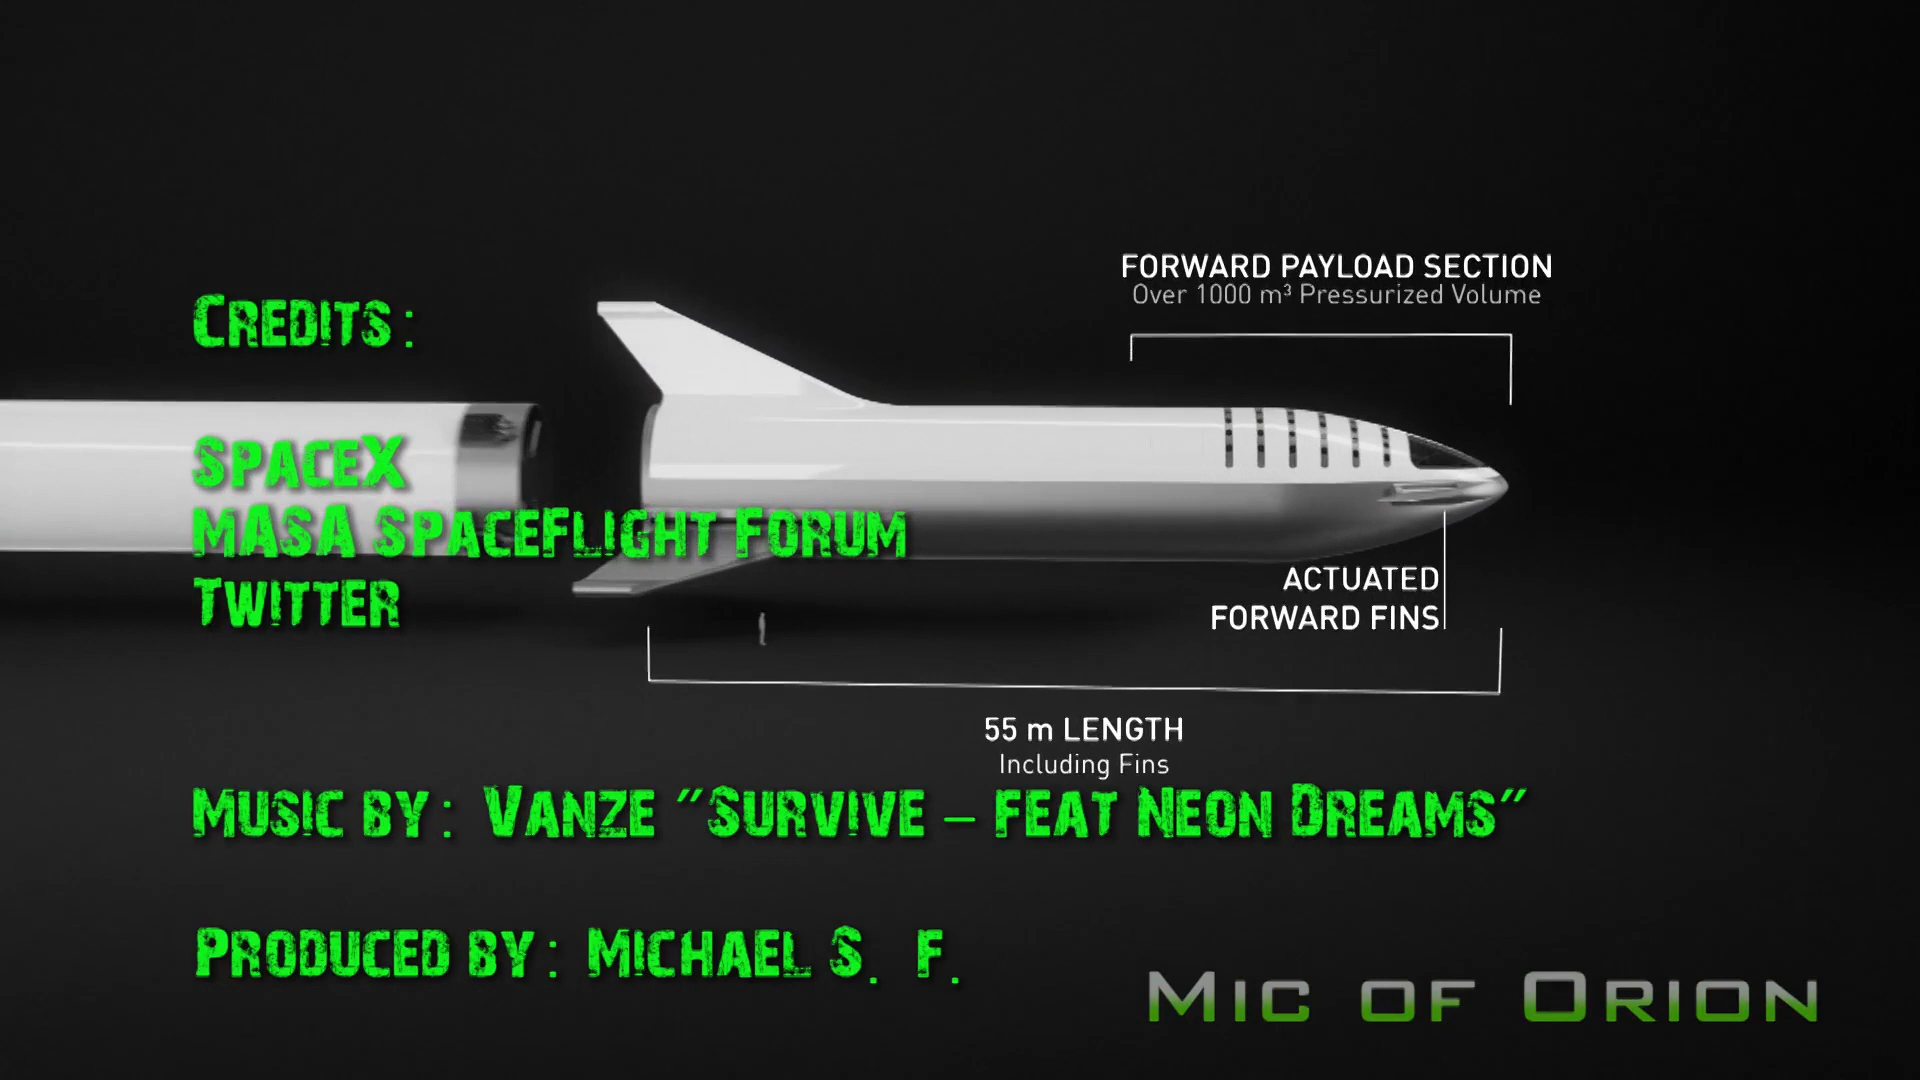 FORWARD PAYLOAD SECTION
Over 1000 m³ Pressurized Volume
Credits:
SpaceX
MASA SpaceFlight Forum
Twitter
ACTUATED
FORWARD FINS
55 m LENGTH
Including Fins
Music by: Vanze "Survive – feat Neon Dreams"
Produced by: Michael S. F.
Mic of Orion